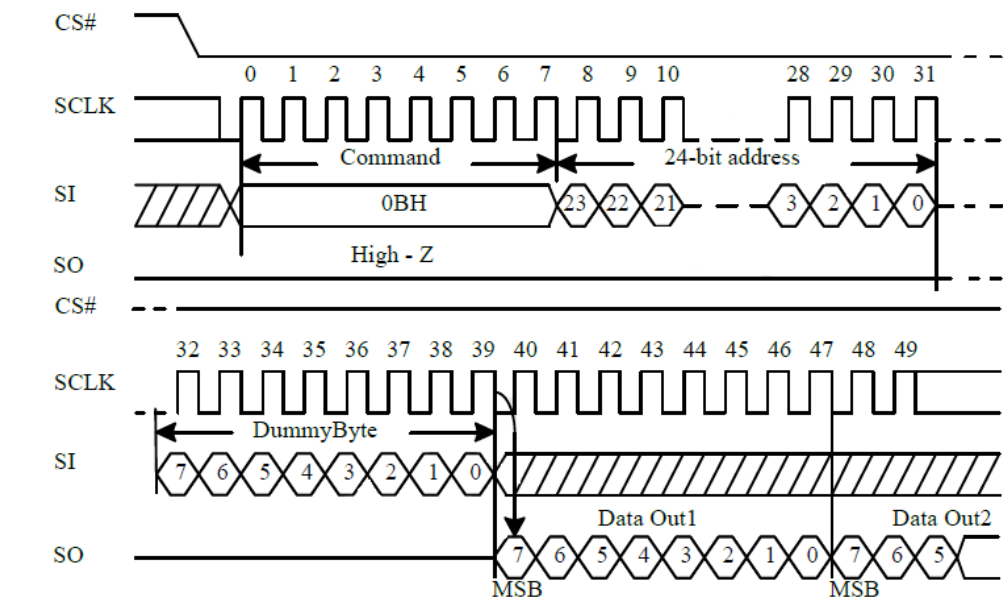 CS#
0 1 2 3 4 5 6 7 8 9 10 28 29 30 31
SCLK
Command 24-bit address
SI 0BH 23 22 21 3 2 1 0
High - Z
SO
CS#
32 33 34 35 36 37 38 39 40 41 42 43 44 45 46 47 48 49
SCLK
DummyByte
SI 7 6 5 4 3 2 1 0
Data Out1 Data Out2
SO 7 6 5 4 3 2 1 0 7 6 5
MSB MSB